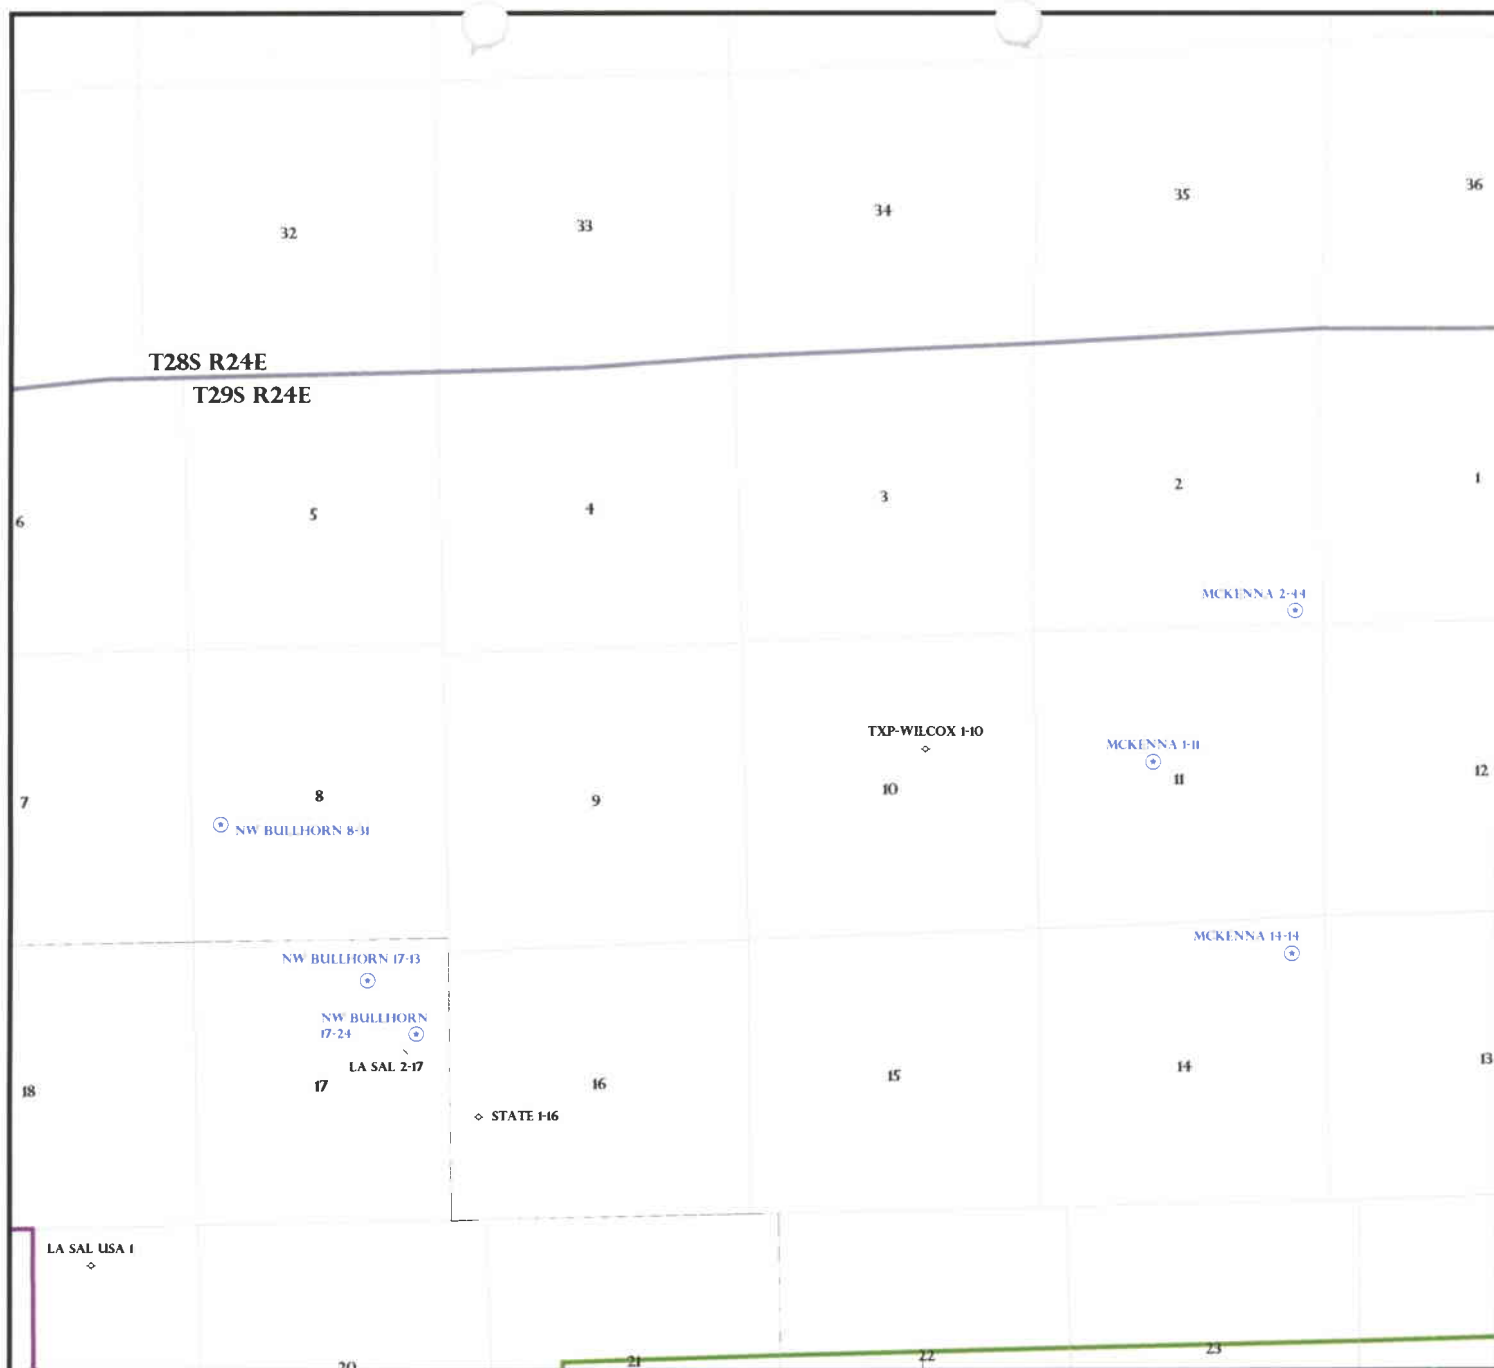 36
35
34
33
32
T28S R24E
T29S R24E
1
2
3
4
5
6
MCKENNA 2-44
TXP-WILCOX 1-10
MCKENNA 1-11
7
8
9
10
11
12
NW BULLHORN 8-31
MCKENNA 14-14
NW BULLHORN 17-13
NW BULLHORN
17-24
LA SAL 2-17
18
17
16
15
14
13
STATE 1-16
LA SAL USA 1
20
21
22
23